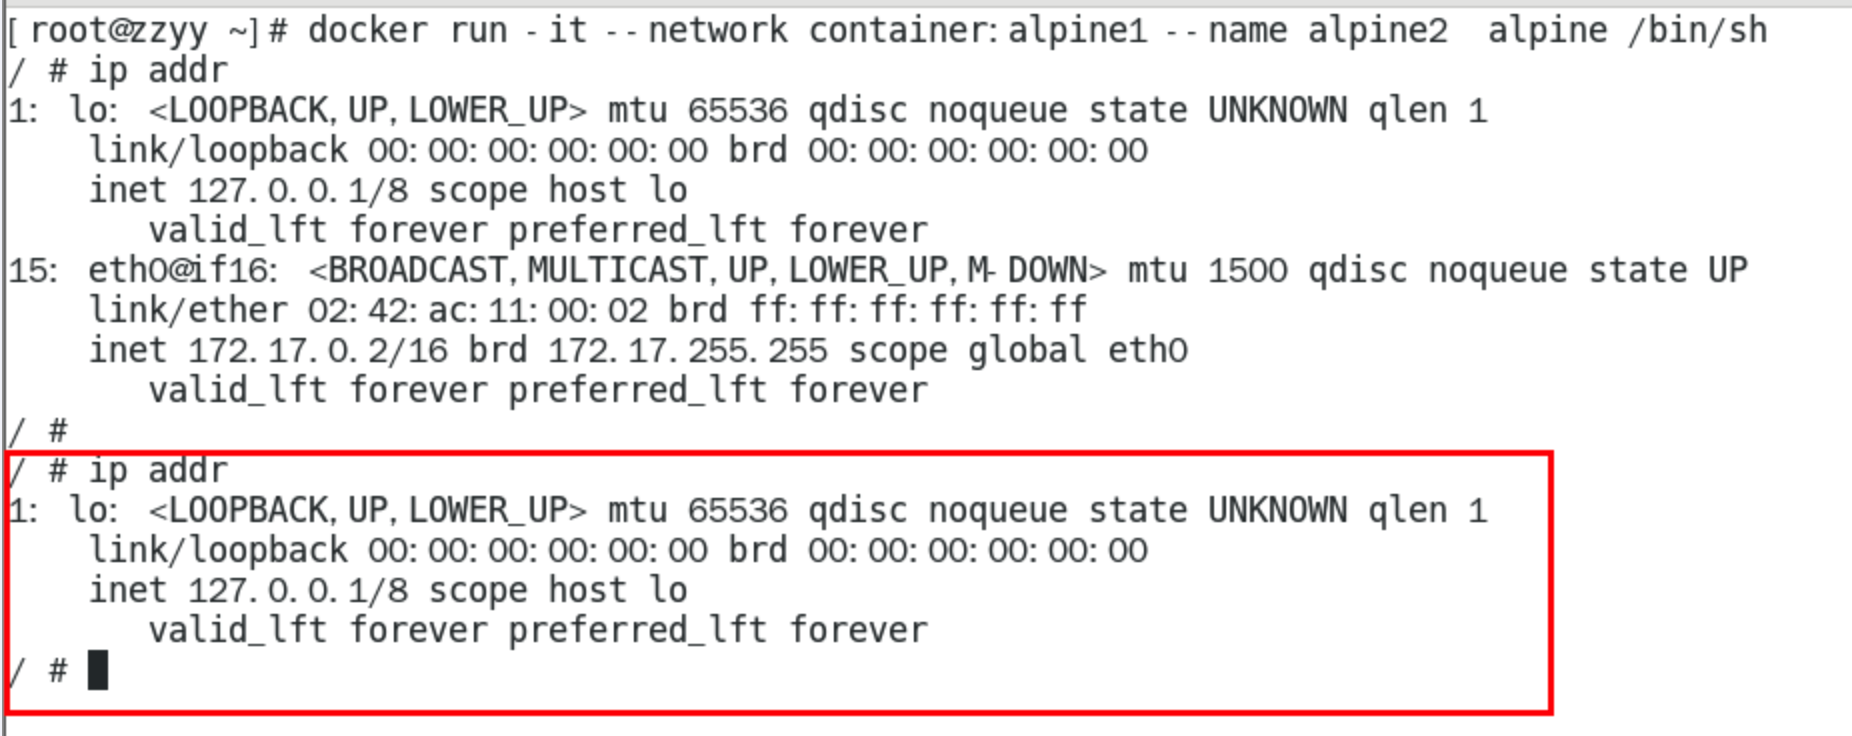 [root@zzyy ~]# docker run -it --network container:alpine1 --name alpine2  alpine /bin/sh
/ # ip addr
1: lo: <LOOPBACK,UP,LOWER_UP> mtu 65536 qdisc noqueue state UNKNOWN qlen 1
    link/loopback 00:00:00:00:00:00 brd 00:00:00:00:00:00
    inet 127.0.0.1/8 scope host lo
       valid_lft forever preferred_lft forever
15: eth0@if16: <BROADCAST,MULTICAST,UP,LOWER_UP,M-DOWN> mtu 1500 qdisc noqueue state UP
    link/ether 02:42:ac:11:00:02 brd ff:ff:ff:ff:ff:ff
    inet 172.17.0.2/16 brd 172.17.255.255 scope global eth0
       valid_lft forever preferred_lft forever
/ #
/ # ip addr
1: lo: <LOOPBACK,UP,LOWER_UP> mtu 65536 qdisc noqueue state UNKNOWN qlen 1
    link/loopback 00:00:00:00:00:00 brd 00:00:00:00:00:00
    inet 127.0.0.1/8 scope host lo
       valid_lft forever preferred_lft forever
/ #